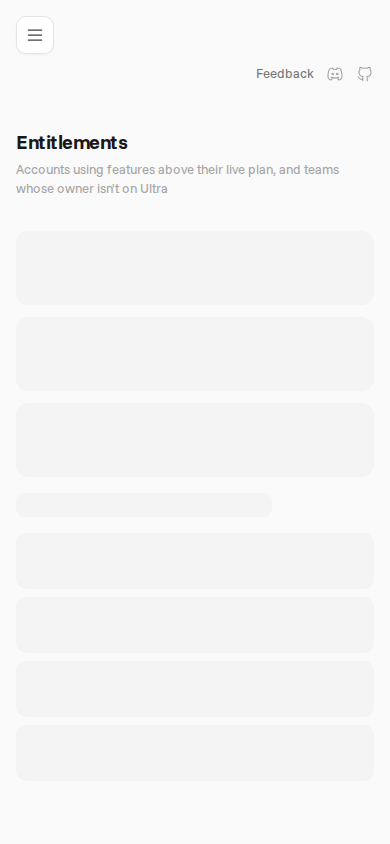 Feedback
Entitlements
Accounts using features above their live plan, and teams
whose owner isn't on Ultra